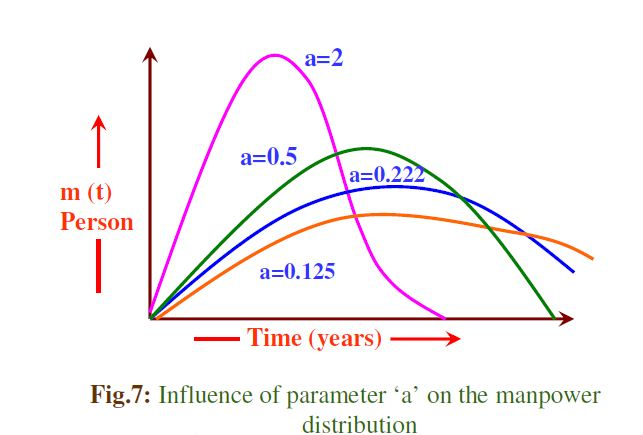 a=2
a=0.5
a=0.222
m (t)
Person
a=0.125
Time (years)
Fig.7: Influence of parameter ‘a’ on the manpower
distribution